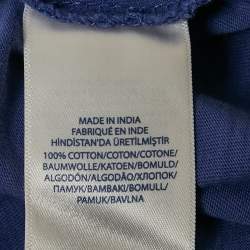 MADE IN INDIA
FABRIQUÉ EN INDE
HİNDİSTAN'DA ÜRETİLMİŞTİR
100% COTTON/COTON/COTONE/
BAUMWOLLE/KATOEN/BOMULD/
ALGODÓN/ALGODÃO/ХЛОПОК/
ПАМУК/BAMBAKI/BOMULL/
PAMUK/BAVLNA